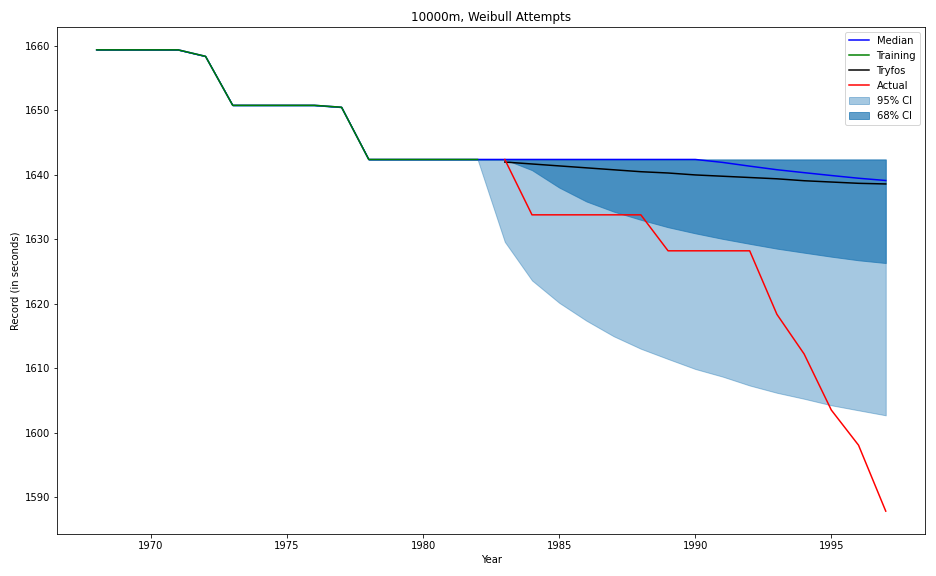 10000m, Weibull Attempts
Median
Training
Tryfos
Actual
95% CI
68% CI
Record (in seconds)
1660
1650
1640
1630
1620
1610
1600
1590
1970
1975
1980
1985
1990
1995
Year